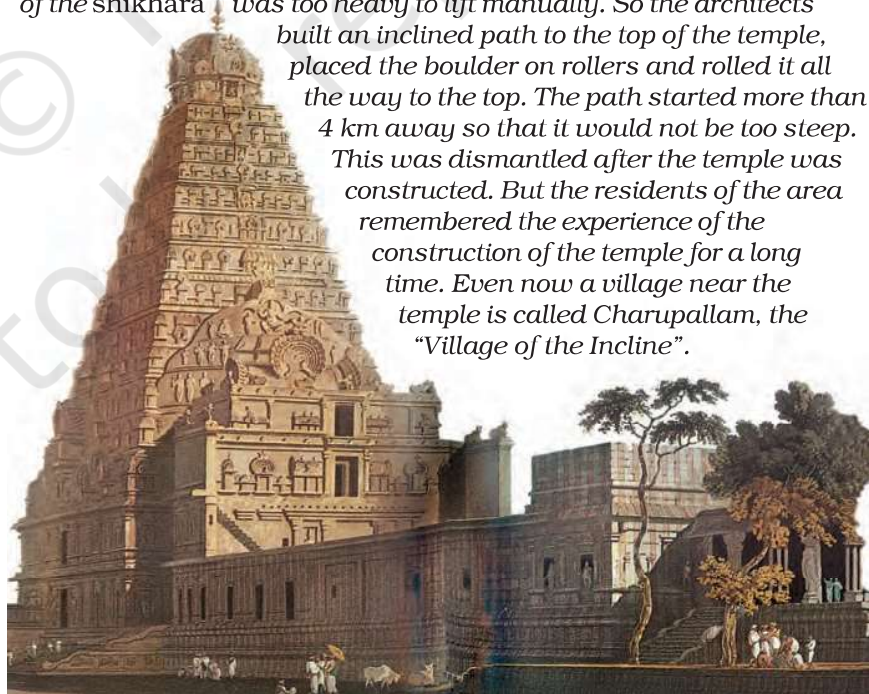 of the shikhara was too heavy to lift manually. So the architects
built an inclined path to the top of the temple,
placed the boulder on rollers and rolled it all
the way to the top. The path started more than
4 km away so that it would not be too steep.
This was dismantled after the temple was
constructed. But the residents of the area
remembered the experience of the
construction of the temple for a long
time. Even now a village near the
temple is called Charupallam, the
“Village of the Incline”.
©
to